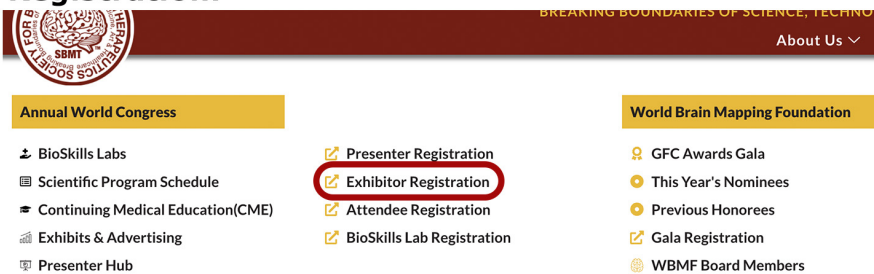 BREAKING BOUNDARIES OF SCIENCE, TECHNO
About Us
SBMT
Annual World Congress
BioSkills Labs
Scientific Program Schedule
Continuing Medical Education(CME)
Exhibits & Advertising
Presenter Hub
Presenter Registration
Exhibitor Registration
Attendee Registration
BioSkills Lab Registration
World Brain Mapping Foundation
GFC Awards Gala
This Year's Nominees
Previous Honorees
Gala Registration
WBMF Board Members